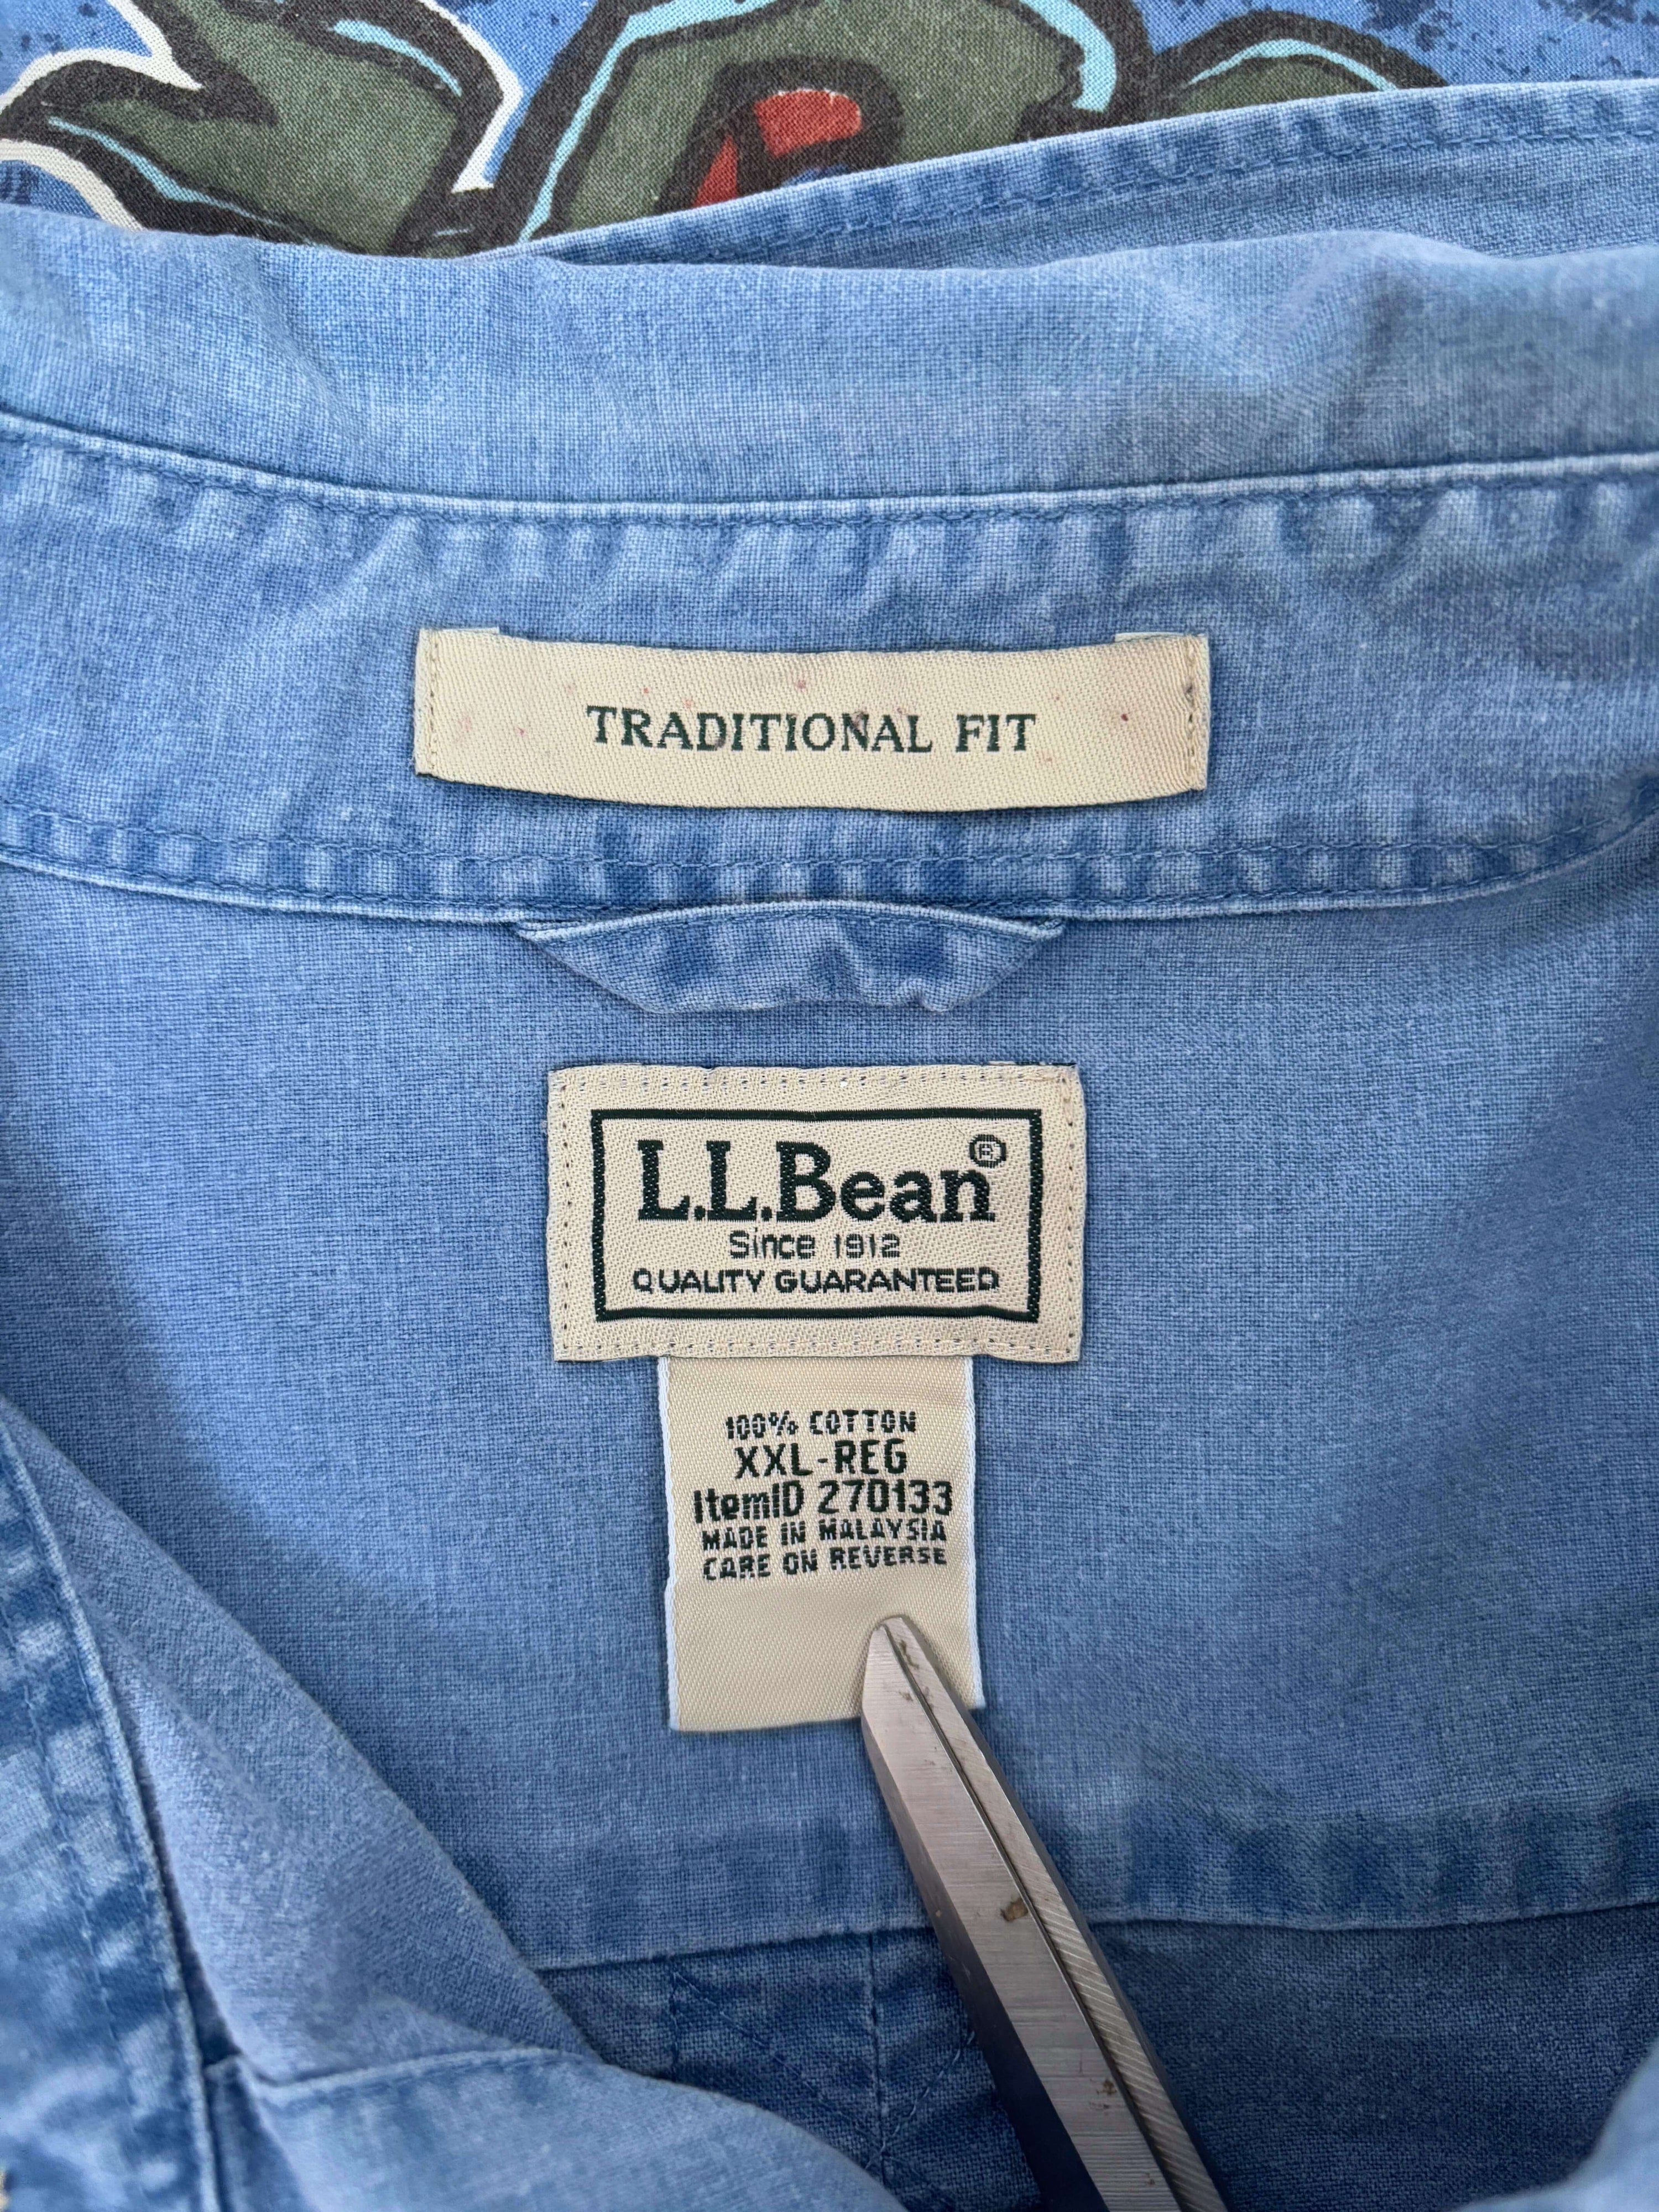 TRADITIONAL FIT
L.L.Bean®
Since 1912
QUALITY GUARANTEED
100% COTTON
XXL-REG
ItemID 270133
MADE IN MALAYSIA
CARE ON REVERSE